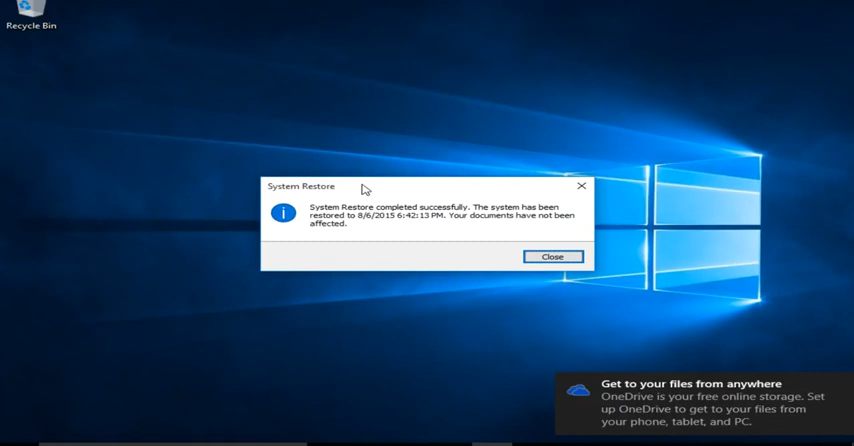 Recycle Bin
System Restore
System Restore completed successfully. The system has been
restored to 8/6/2015 6:42:13 PM. Your documents have not been
affected.
Close
Get to your files from anywhere
OneDrive is your free online storage. Set
up OneDrive to get to your files from
your phone, tablet, and PC.